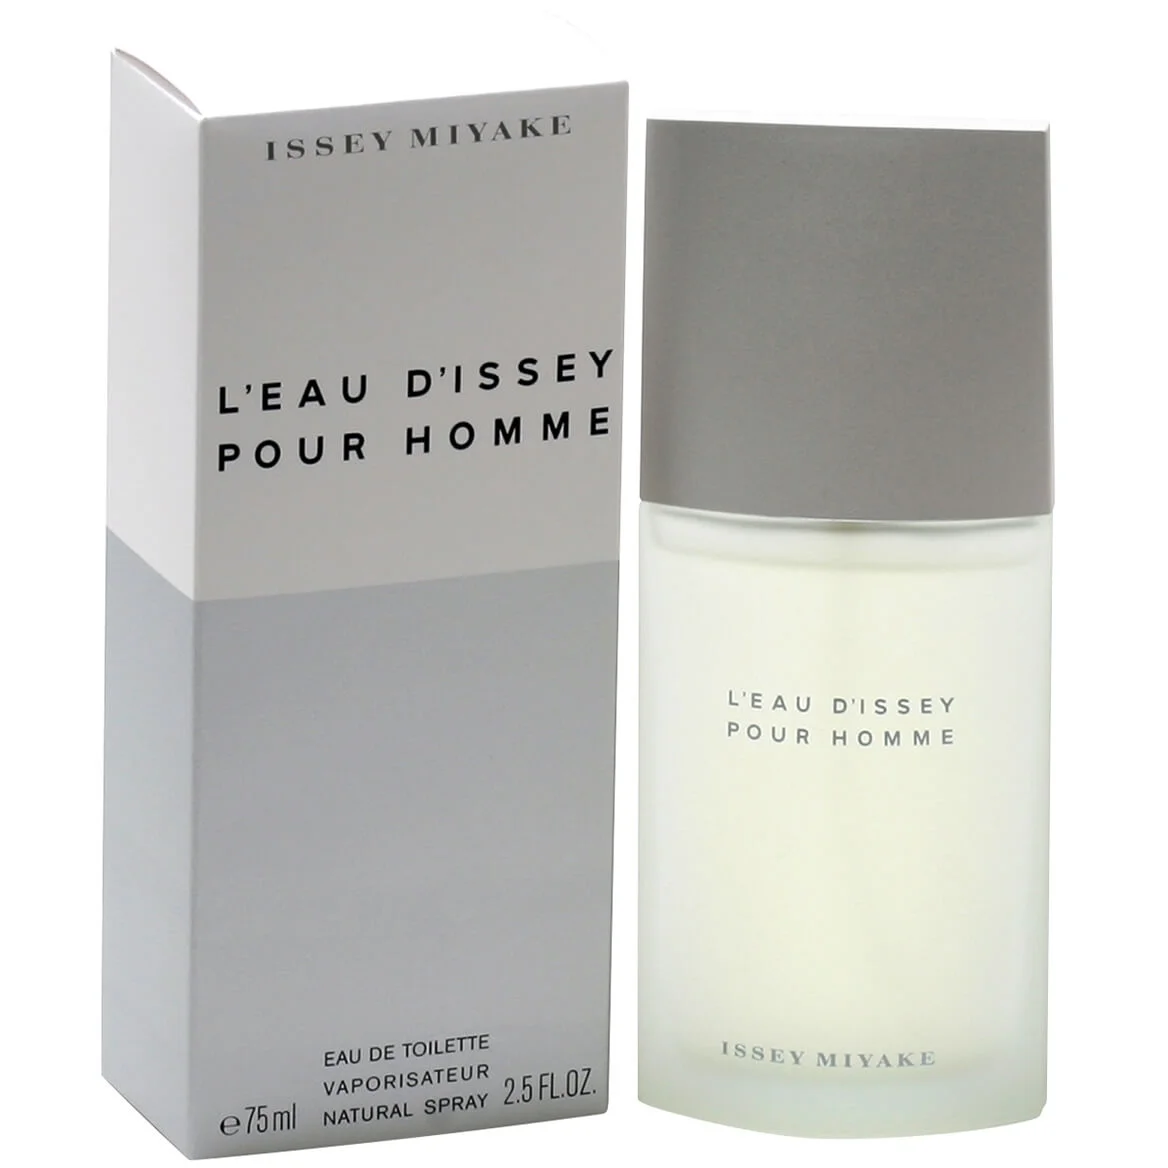 ISSEY MIYAKE
L'EAU D'ISSEY
POUR HOMME
EAU DE TOILETTE
VAPORISATEUR
NATURAL SPRAY
℮75ml
2.5 FL.OZ.
L'EAU D'ISSEY
POUR HOMME
ISSEY MIYAKE